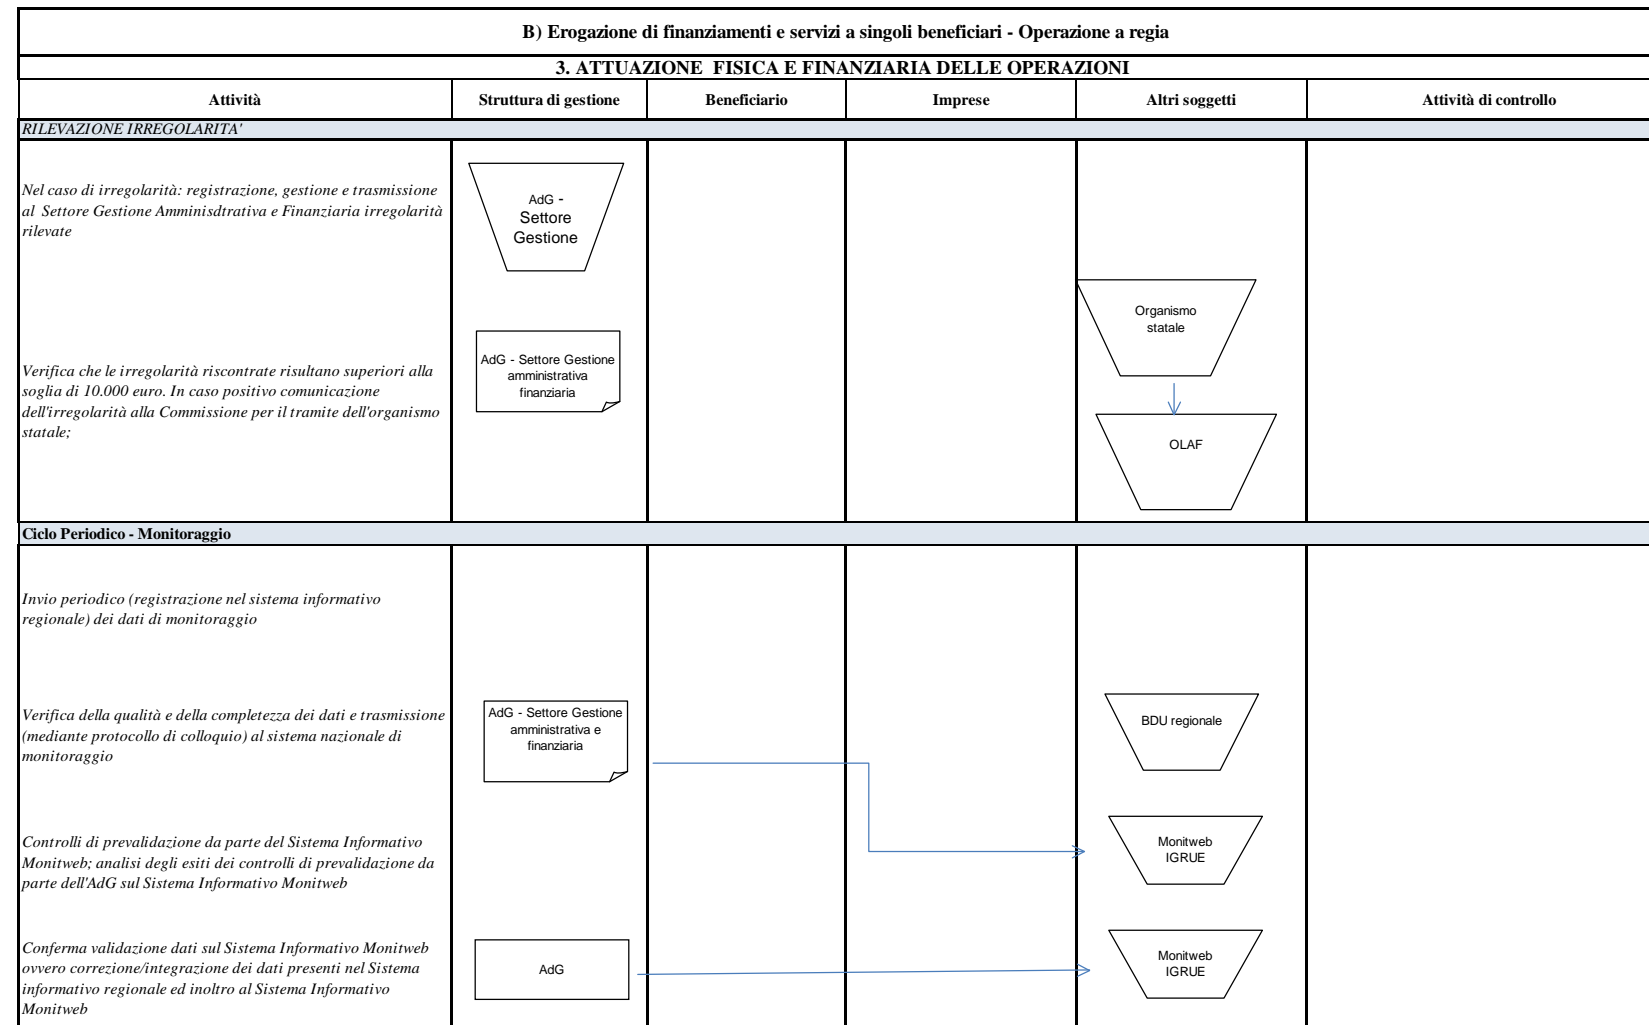 B) Erogazione di finanziamenti e servizi a singoli beneficiari - Operazione a regia
3. ATTUAZIONE FISICA E FINANZIARIA DELLE OPERAZIONI
Attività
Struttura di gestione
Beneficiario
Imprese
Altri soggetti
Attività di controllo
RILEVAZIONE IRREGOLARITA'
Nel caso di irregolarità: registrazione, gestione e trasmissione
al Settore Gestione Amminisdtrativa e Finanziaria irregolarità
rilevate
AdG -
Settore
Gestione
Organismo
statale
Verifica che le irregolarità riscontrate risultano superiori alla
soglia di 10.000 euro. In caso positivo comunicazione
dell'irregolarità alla Commissione per il tramite dell'organismo
statale;
AdG - Settore Gestione
amministrativa
finanziaria
OLAF
Ciclo Periodico - Monitoraggio
Invio periodico (registrazione nel sistema informativo
regionale) dei dati di monitoraggio
Verifica della qualità e della completezza dei dati e trasmissione
(mediante protocollo di colloquio) al sistema nazionale di
monitoraggio
AdG - Settore Gestione
amministrativa e
finanziaria
BDU regionale
Controlli di prevalidazione da parte del Sistema Informativo
Monitweb; analisi degli esiti dei controlli di prevalidazione da
parte dell'AdG sul Sistema Informativo Monitweb
Monitweb
IGRUE
Conferma validazione dati sul Sistema Informativo Monitweb
ovvero correzione/integrazione dei dati presenti nel Sistema
informativo regionale ed inoltro al Sistema Informativo
Monitweb
AdG
Monitweb
IGRUE